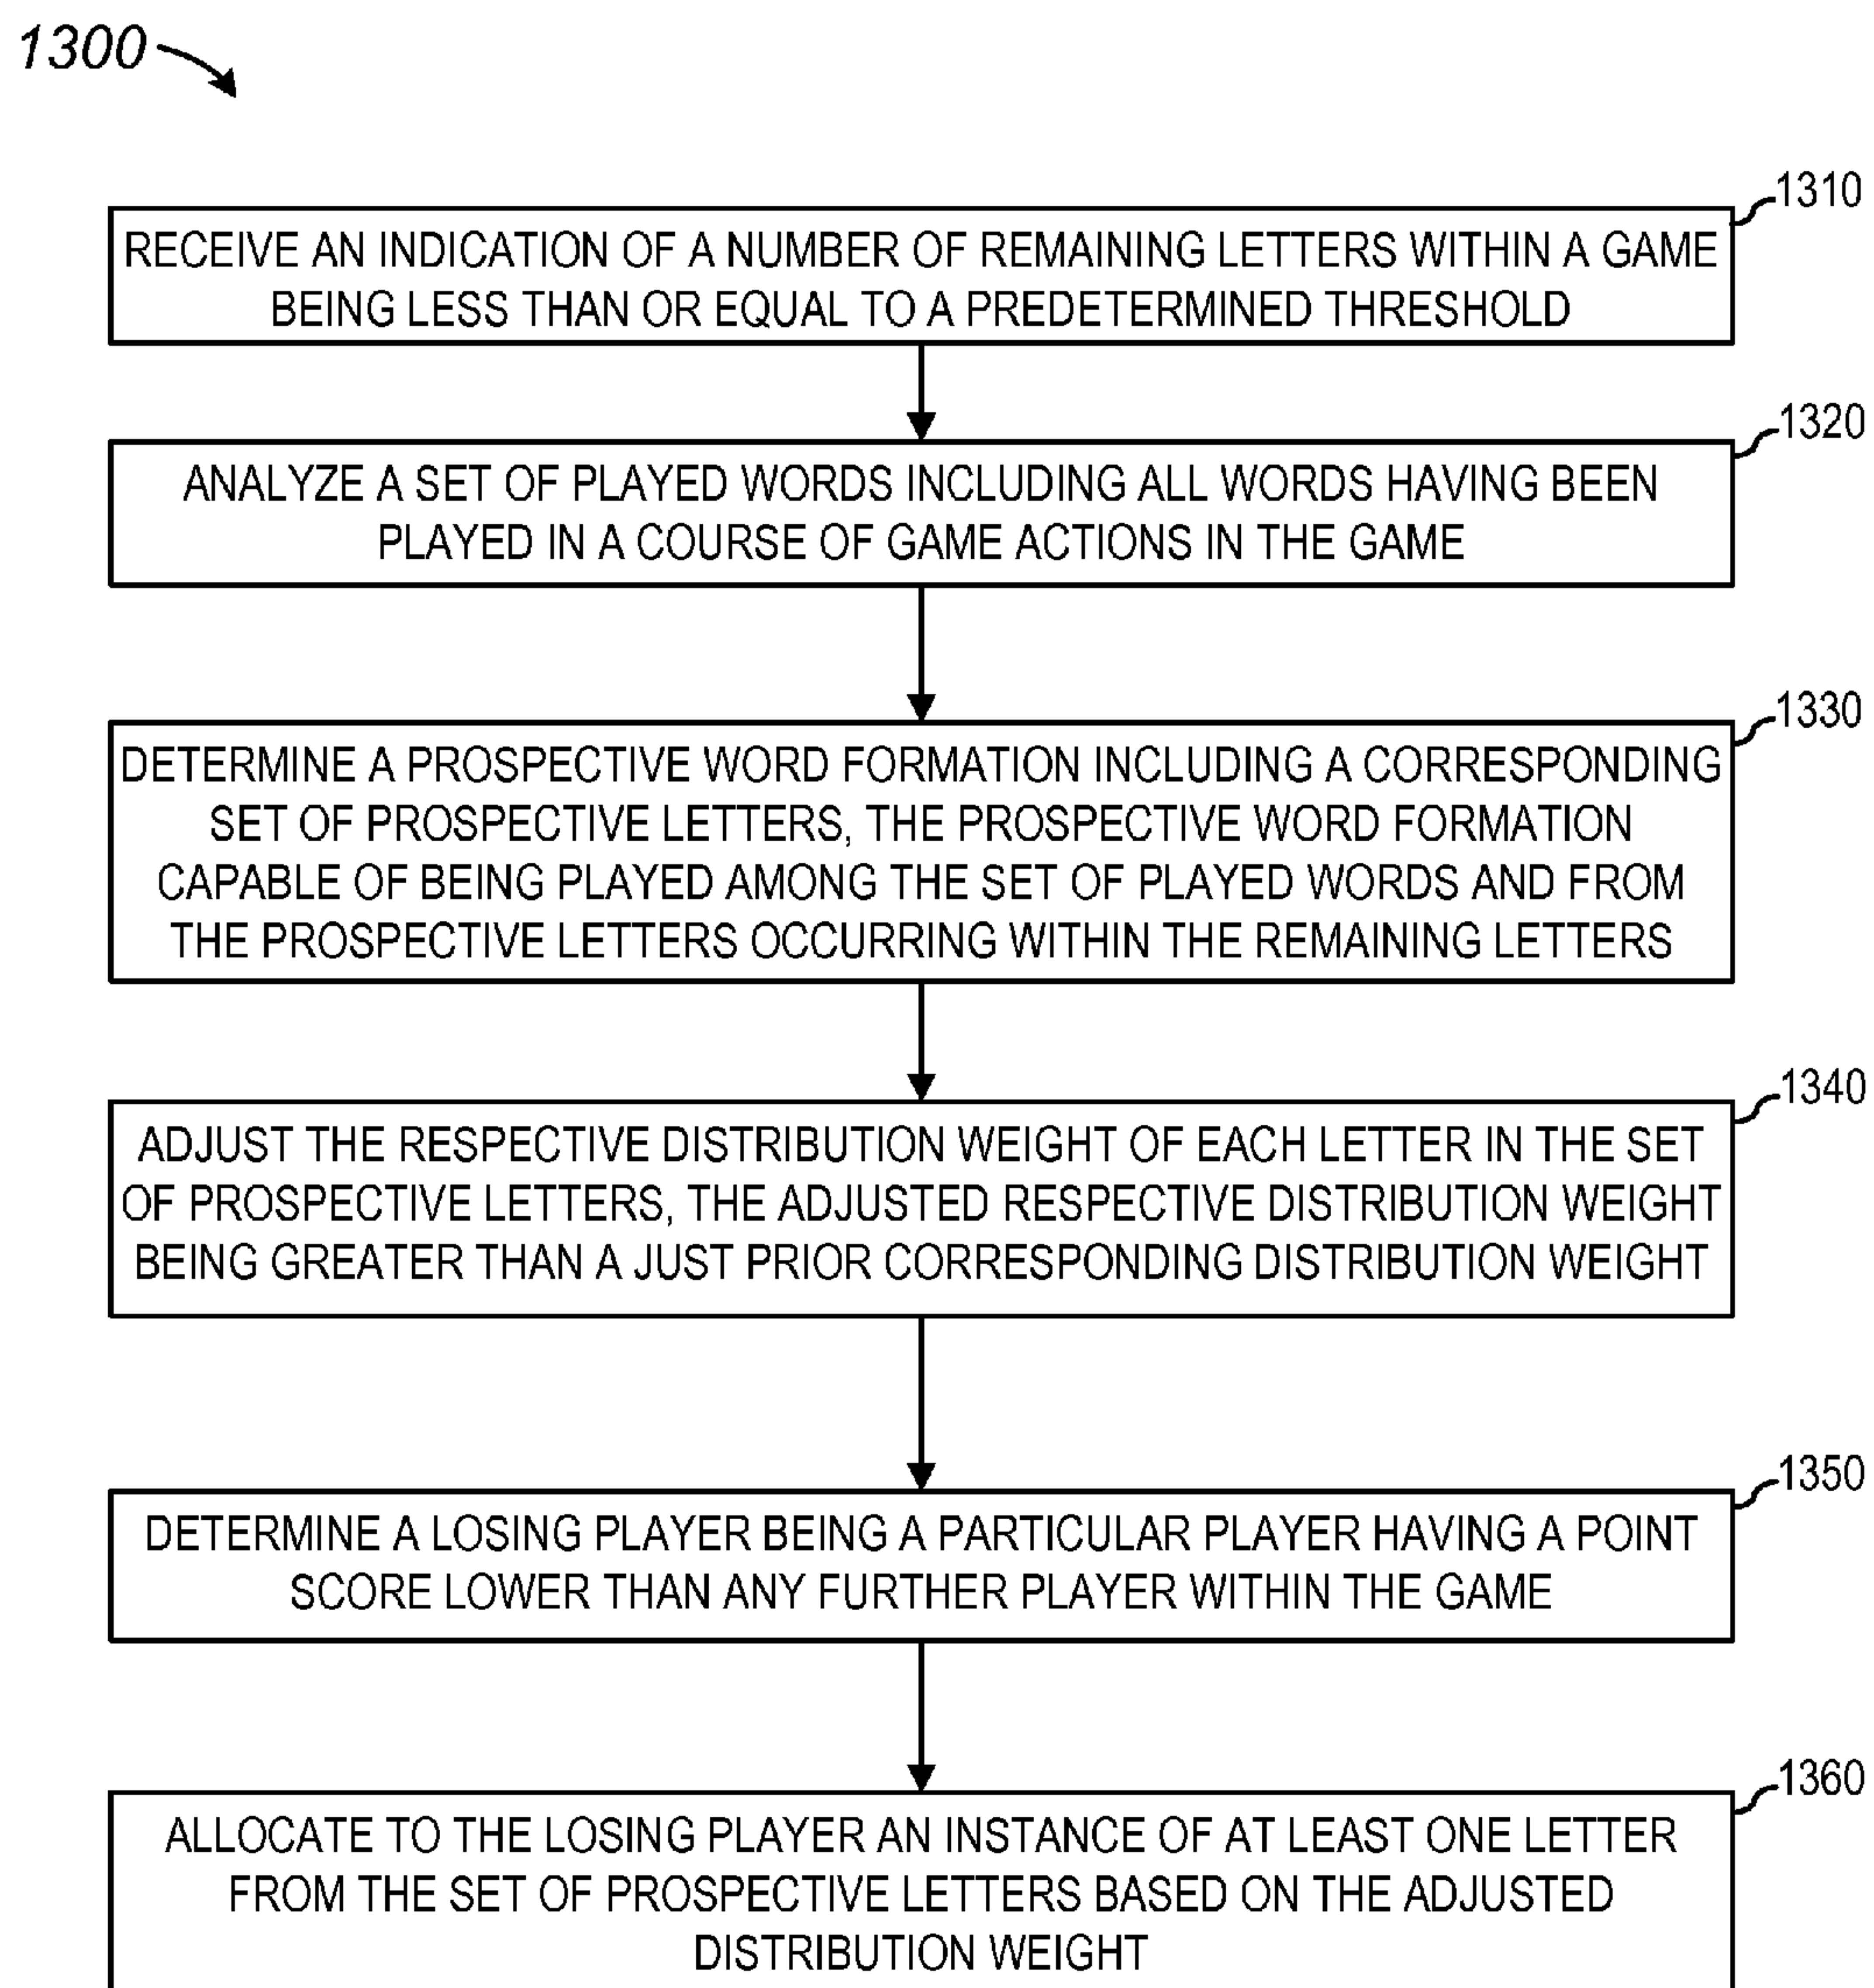 1300
1310
RECEIVE AN INDICATION OF A NUMBER OF REMAINING LETTERS WITHIN A GAME
BEING LESS THAN OR EQUAL TO A PREDETERMINED THRESHOLD
1320
ANALYZE A SET OF PLAYED WORDS INCLUDING ALL WORDS HAVING BEEN
PLAYED IN A COURSE OF GAME ACTIONS IN THE GAME
1330
DETERMINE A PROSPECTIVE WORD FORMATION INCLUDING A CORRESPONDING
SET OF PROSPECTIVE LETTERS, THE PROSPECTIVE WORD FORMATION
CAPABLE OF BEING PLAYED AMONG THE SET OF PLAYED WORDS AND FROM
THE PROSPECTIVE LETTERS OCCURRING WITHIN THE REMAINING LETTERS
1340
ADJUST THE RESPECTIVE DISTRIBUTION WEIGHT OF EACH LETTER IN THE SET
OF PROSPECTIVE LETTERS, THE ADJUSTED RESPECTIVE DISTRIBUTION WEIGHT
BEING GREATER THAN A JUST PRIOR CORRESPONDING DISTRIBUTION WEIGHT
1350
DETERMINE A LOSING PLAYER BEING A PARTICULAR PLAYER HAVING A POINT
SCORE LOWER THAN ANY FURTHER PLAYER WITHIN THE GAME
1360
ALLOCATE TO THE LOSING PLAYER AN INSTANCE OF AT LEAST ONE LETTER
FROM THE SET OF PROSPECTIVE LETTERS BASED ON THE ADJUSTED
DISTRIBUTION WEIGHT